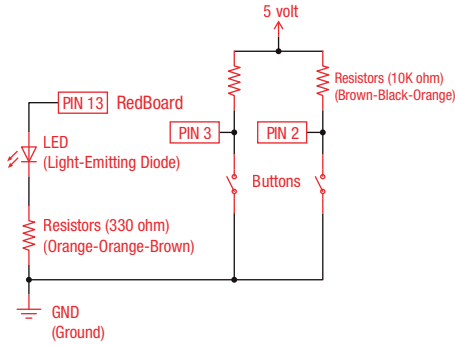 5 volt
Resistors (10K ohm)
(Brown-Black-Orange)
PIN 13 RedBoard
PIN 3
PIN 2
LED
(Light-Emitting Diode)
Buttons
Resistors (330 ohm)
(Orange-Orange-Brown)
GND
(Ground)